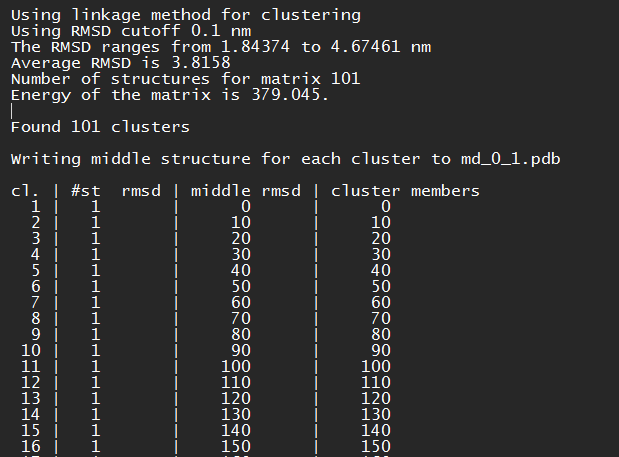 Using linkage method for clustering
Using RMSD cutoff 0.1 nm
The RMSD ranges from 1.84374 to 4.67461 nm
Average RMSD is 3.8158
Number of structures for matrix 101
Energy of the matrix is 379.045.
Found 101 clusters
Writing middle structure for each cluster to md_0_1.pdb
cl. | #st rmsd | middle rmsd | cluster members
1 | 1 | 0 | 0
2 | 1 | 10 | 10
3 | 1 | 20 | 20
4 | 1 | 30 | 30
5 | 1 | 40 | 40
6 | 1 | 50 | 50
7 | 1 | 60 | 60
8 | 1 | 70 | 70
9 | 1 | 80 | 80
10 | 1 | 90 | 90
11 | 1 | 100 | 100
12 | 1 | 110 | 110
13 | 1 | 120 | 120
14 | 1 | 130 | 130
15 | 1 | 140 | 140
16 | 1 | 150 | 150